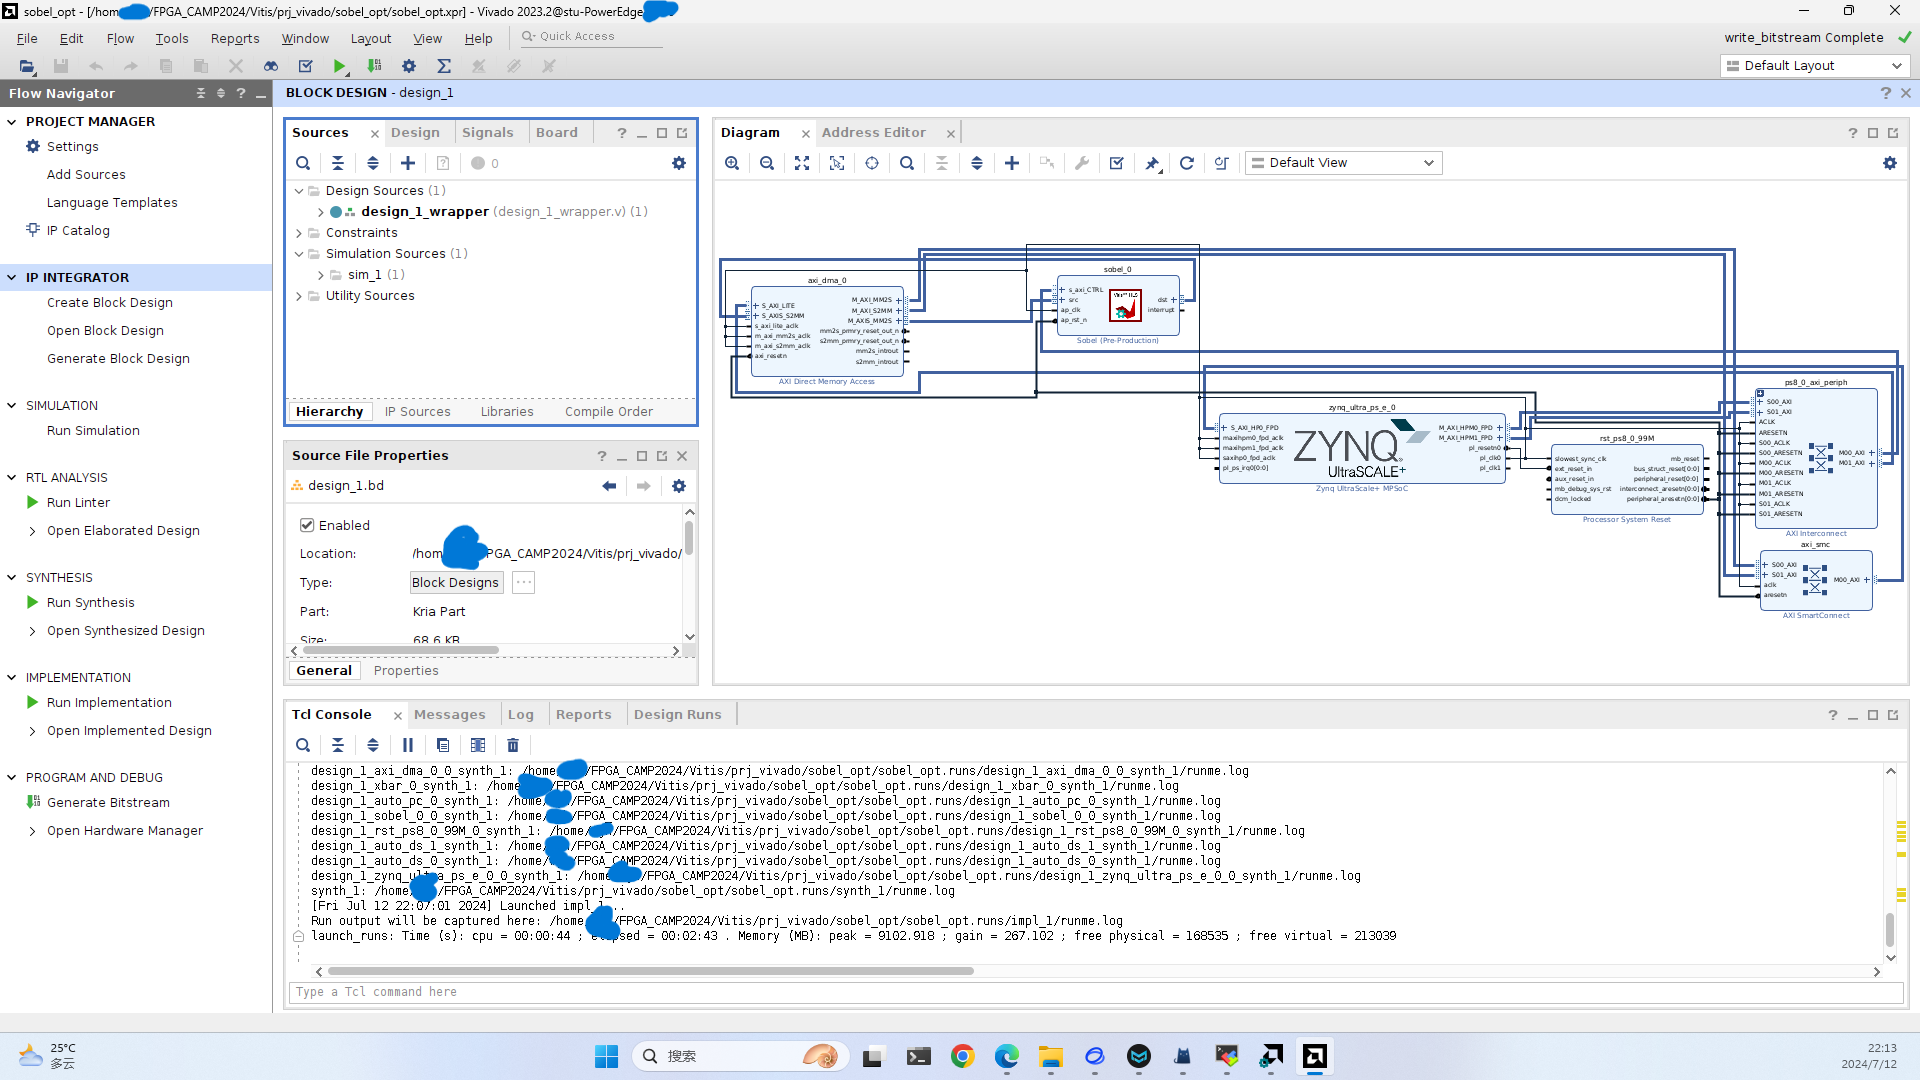 sobel_opt - [/hom /FPGA_CAMP2024/Vitis/prj_vivado/sobel_opt/sobel_opt.xpr] - Vivado 2023.2@stu-PowerEdge
File Edit Flow Tools Reports Window Layout View Help Quick Access
write_bitstream Complete
Default Layout
Flow Navigator
PROJECT MANAGER
Settings
Add Sources
Language Templates
IP Catalog
IP INTEGRATOR
Create Block Design
Open Block Design
Generate Block Design
SIMULATION
Run Simulation
RTL ANALYSIS
Run Linter
Open Elaborated Design
SYNTHESIS
Run Synthesis
Open Synthesized Design
IMPLEMENTATION
Run Implementation
Open Implemented Design
PROGRAM AND DEBUG
Generate Bitstream
Open Hardware Manager
BLOCK DESIGN - design_1
Sources Design Signals Board
0
Design Sources (1)
design_1_wrapper (design_1_wrapper.v) (1)
Constraints
Simulation Sources (1)
sim_1 (1)
Utility Sources
Hierarchy IP Sources Libraries Compile Order
Source File Properties
design_1.bd
Enabled
Location: /hom PGA_CAMP2024/Vitis/prj_vivado/
Type: Block Designs
Part: Kria Part
Size: 68.6 KB
General Properties
Diagram Address Editor
Default View
axi_dma_0
S_AXI_LITE
S_AXIS_S2MM
s_axi_lite_aclk
m_axi_mm2s_aclk
m_axi_s2mm_aclk
axi_resetn
M_AXI_MM2S
M_AXI_S2MM
M_AXIS_MM2S
mm2s_prmry_reset_out_n
s2mm_prmry_reset_out_n
mm2s_introut
s2mm_introut
AXI Direct Memory Access
sobel_0
s_axi_CTRL
src
ap_clk
ap_rst_n
dst
interrupt
Sobel (Pre-Production)
zynq_ultra_ps_e_0
S_AXI_HP0_FPD
maxihpm0_fpd_aclk
maxihpm1_fpd_aclk
saxihp0_fpd_aclk
pl_ps_irq0[0:0]
ZYNQ
UltraSCALE+
M_AXI_HPM0_FPD
M_AXI_HPM1_FPD
pl_resetn0
pl_clk0
pl_clk1
Zynq UltraScale+ MPSoC
rst_ps8_0_99M
slowest_sync_clk
ext_reset_in
aux_reset_in
mb_debug_sys_rst
dcm_locked
mb_reset
bus_struct_reset[0:0]
peripheral_reset[0:0]
interconnect_aresetn[0:0]
peripheral_aresetn[0:0]
Processor System Reset
ps8_0_axi_periph
S00_AXI
S01_AXI
ACLK
ARESETN
S00_ACLK
S00_ARESETN
M00_ACLK
M00_ARESETN
M01_ACLK
M01_ARESETN
S01_ACLK
S01_ARESETN
M00_AXI
M01_AXI
AXI Interconnect
axi_smc
S00_AXI
S01_AXI
aclk
aresetn
M00_AXI
AXI SmartConnect
Tcl Console Messages Log Reports Design Runs
design_1_axi_dma_0_0_synth_1: /home /FPGA_CAMP2024/Vitis/prj_vivado/sobel_opt/sobel_opt.runs/design_1_axi_dma_0_0_synth_1/runme.log
design_1_xbar_0_synth_1: /home /FPGA_CAMP2024/Vitis/prj_vivado/sobel_opt/sobel_opt.runs/design_1_xbar_0_synth_1/runme.log
design_1_auto_pc_0_synth_1: /home/ /FPGA_CAMP2024/Vitis/prj_vivado/sobel_opt/sobel_opt.runs/design_1_auto_pc_0_synth_1/runme.log
design_1_sobel_0_0_synth_1: /home/ /FPGA_CAMP2024/Vitis/prj_vivado/sobel_opt/sobel_opt.runs/design_1_sobel_0_0_synth_1/runme.log
design_1_rst_ps8_0_99M_0_synth_1: /home/ /FPGA_CAMP2024/Vitis/prj_vivado/sobel_opt/sobel_opt.runs/design_1_rst_ps8_0_99M_0_synth_1/runme.log
design_1_auto_ds_1_synth_1: /home/ /FPGA_CAMP2024/Vitis/prj_vivado/sobel_opt/sobel_opt.runs/design_1_auto_ds_1_synth_1/runme.log
design_1_auto_ds_0_synth_1: /home/ /FPGA_CAMP2024/Vitis/prj_vivado/sobel_opt/sobel_opt.runs/design_1_auto_ds_0_synth_1/runme.log
design_1_zynq_ultra_ps_e_0_0_synth_1: /home /FPGA_CAMP2024/Vitis/prj_vivado/sobel_opt/sobel_opt.runs/design_1_zynq_ultra_ps_e_0_0_synth_1/runme.log
synth_1: /home/ /FPGA_CAMP2024/Vitis/prj_vivado/sobel_opt/sobel_opt.runs/synth_1/runme.log
[Fri Jul 12 22:07:01 2024] Launched impl_1...
Run output will be captured here: /home /FPGA_CAMP2024/Vitis/prj_vivado/sobel_opt/sobel_opt.runs/impl_1/runme.log
launch_runs: Time (s): cpu = 00:00:44 ; elapsed = 00:02:43 . Memory (MB): peak = 9102.918 ; gain = 267.102 ; free physical = 168535 ; free virtual = 213039
Type a Tcl command here
25°C
多云
搜索
22:13
2024/7/12